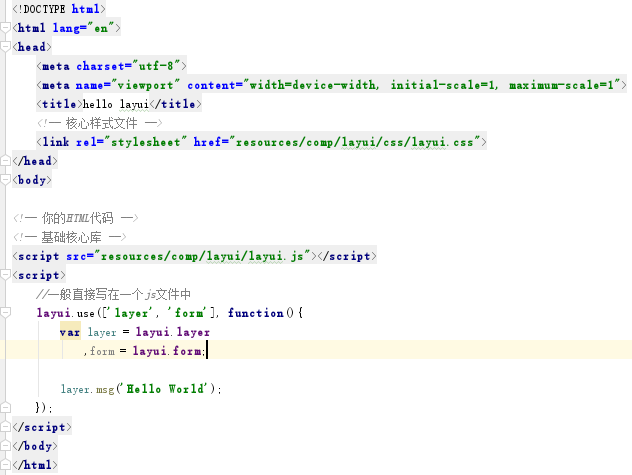 <!DOCTYPE html>
<html lang="en">
<head>
<meta charset="utf-8">
<meta name="viewport" content="width=device-width, initial-scale=1, maximum-scale=1">
<title>hello layui</title>
<!-- 核心样式文件 -->
<link rel="stylesheet" href="resources/comp/layui/css/layui.css">
</head>
<body>
<!-- 你的HTML代码 -->
<!-- 基础核心库 -->
<script src="resources/comp/layui/layui.js"></script>
<script>
//一般直接写在一个js文件中
layui.use(['layer', 'form'], function(){
var layer = layui.layer
,form = layui.form;
layer.msg('Hello World');
});
</script>
</body>
</html>